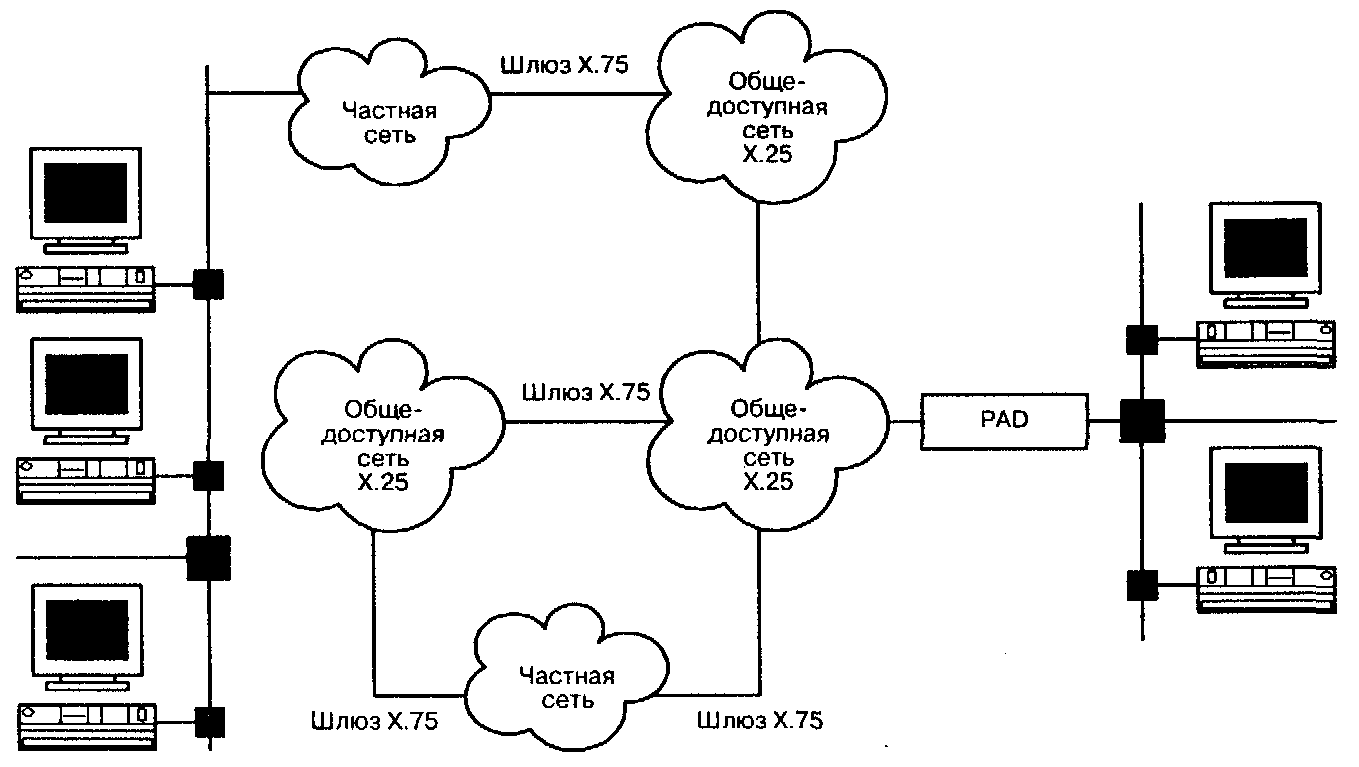 Шлюз X.75
Частная
сеть
Обще-
доступная
сеть
X.25
Шлюз X.75
Обще-
доступная
сеть
X.25
Обще-
доступная
сеть
X.25
PAD
Частная
сеть
Шлюз X.75
Шлюз X.75